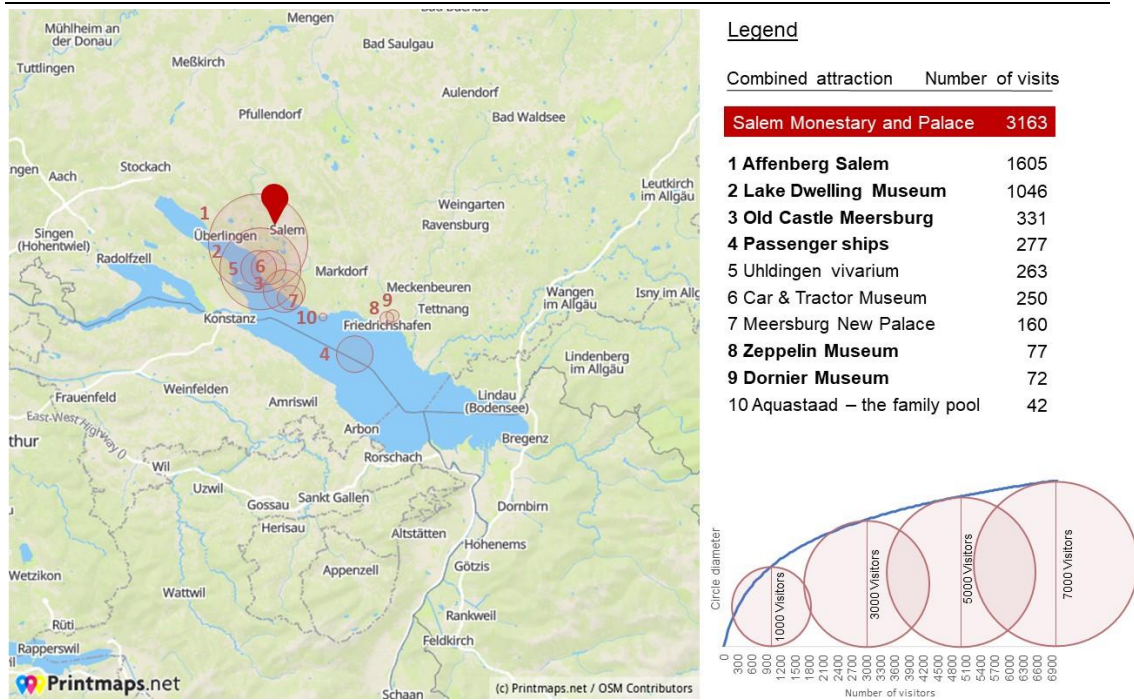 Bad Buchau
Mühlheim an
der Donau
Mengen
Bad Saulgau
Tuttlingen
Meßkirch
Aulendorf
Pfullendorf
Bad Waldsee
Stockach
ngen
Aach
Leutkirch
im Allgäu
1
Weingarten
Singen
(Hohentwiel)
Überlingen
Salem
Ravensburg
2
Radolfzell
5
6
Markdorf
3
Meckenbeuren
Wangen
im Allgäu
Isny im Allg
7
9
Tettnang
8
Konstanz
10
Friedrichshafen
4
Lindenberg
im Allgäu
Weinfelden
Frauenfeld
Amriswil
Lindau
(Bodensee)
East-West Highway 0
Arbon
Bregenz
thur
Rorschach
Wil
Uzwil
Sankt Gallen
Gossau
Dornbirn
Herisau
Altstätten
Hohenems
Wetzikon
Appenzell
Götzis
Wattwil
Rüti
Rankweil
Rapperswil
Feldkirch
Printmaps.net
Schaan
(c) Printmaps.net / OSM Contributors
Legend
Combined attraction Number of visits
Salem Monestary and Palace 3163
1 Affenberg Salem 1605
2 Lake Dwelling Museum 1046
3 Old Castle Meersburg 331
4 Passenger ships 277
5 Uhldingen vivarium 263
6 Car & Tractor Museum 250
7 Meersburg New Palace 160
8 Zeppelin Museum 77
9 Dornier Museum 72
10 Aquastaad – the family pool 42
Circle diameter
1000 Visitors
3000 Visitors
5000 Visitors
7000 Visitors
0 300 600 900 1200 1500 1800 2100 2400 2700 3000 3300 3600 3900 4200 4500 4800 5100 5400 5700 6000 6300 6600 6900
Number of visitors